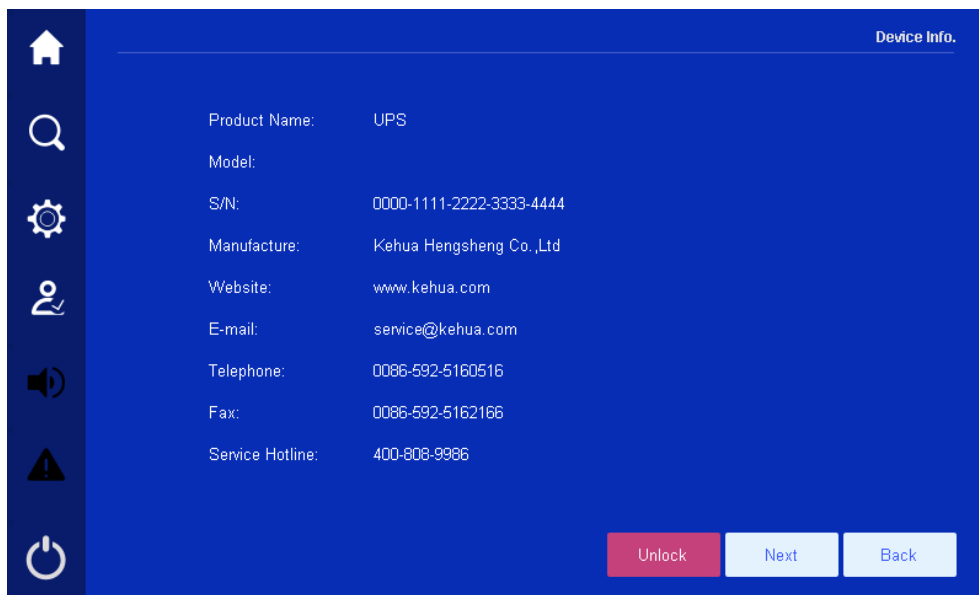 Device Info.
Product Name: UPS
Model:
S/N: 0000-1111-2222-3333-4444
Manufacture: Kehua Hengsheng Co.,Ltd
Website: www.kehua.com
E-mail: service@kehua.com
Telephone: 0086-592-5160516
Fax: 0086-592-5162166
Service Hotline: 400-808-9986
Unlock Next Back